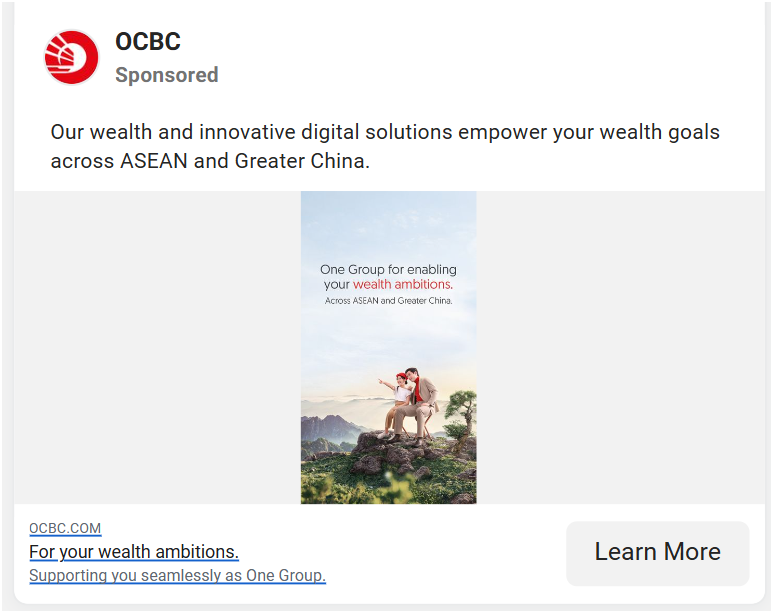 OCBC
Sponsored
Our wealth and innovative digital solutions empower your wealth goals
across ASEAN and Greater China.
One Group for enabling
your wealth ambitions.
Across ASEAN and Greater China.
OCBC.COM
For your wealth ambitions.
Supporting you seamlessly as One Group.
Learn More